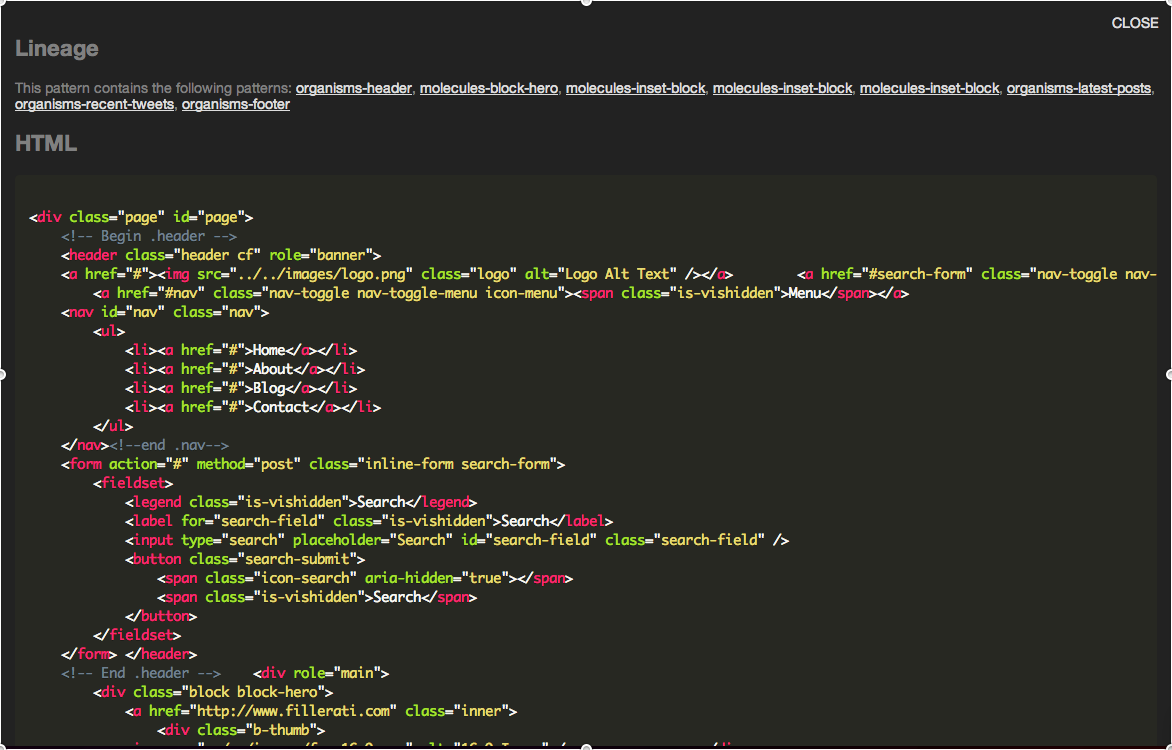 CLOSE
Lineage
This pattern contains the following patterns: organisms-header, molecules-block-hero, molecules-inset-block, molecules-inset-block, molecules-inset-block, organisms-latest-posts,
organisms-recent-tweets, organisms-footer
HTML
<div class="page" id="page">
<!-- Begin .header -->
<header class="header cf" role="banner">
<a href="#"><img src="../../images/logo.png" class="logo" alt="Logo Alt Text" /></a> <a href="#search-form" class="nav-toggle nav-
<a href="#nav" class="nav-toggle nav-toggle-menu icon-menu"><span class="is-vishidden">Menu</span></a>
<nav id="nav" class="nav">
<ul>
<li><a href="#">Home</a></li>
<li><a href="#">About</a></li>
<li><a href="#">Blog</a></li>
<li><a href="#">Contact</a></li>
</ul>
</nav><!--end .nav-->
<form action="#" method="post" class="inline-form search-form">
<fieldset>
<legend class="is-vishidden">Search</legend>
<label for="search-field" class="is-vishidden">Search</label>
<input type="search" placeholder="Search" id="search-field" class="search-field" />
<button class="search-submit">
<span class="icon-search" aria-hidden="true"></span>
<span class="is-vishidden">Search</span>
</button>
</fieldset>
</form> </header>
<!-- End .header --> <div role="main">
<div class="block block-hero">
<a href="http://www.fillerati.com" class="inner">
<div class="b-thumb">